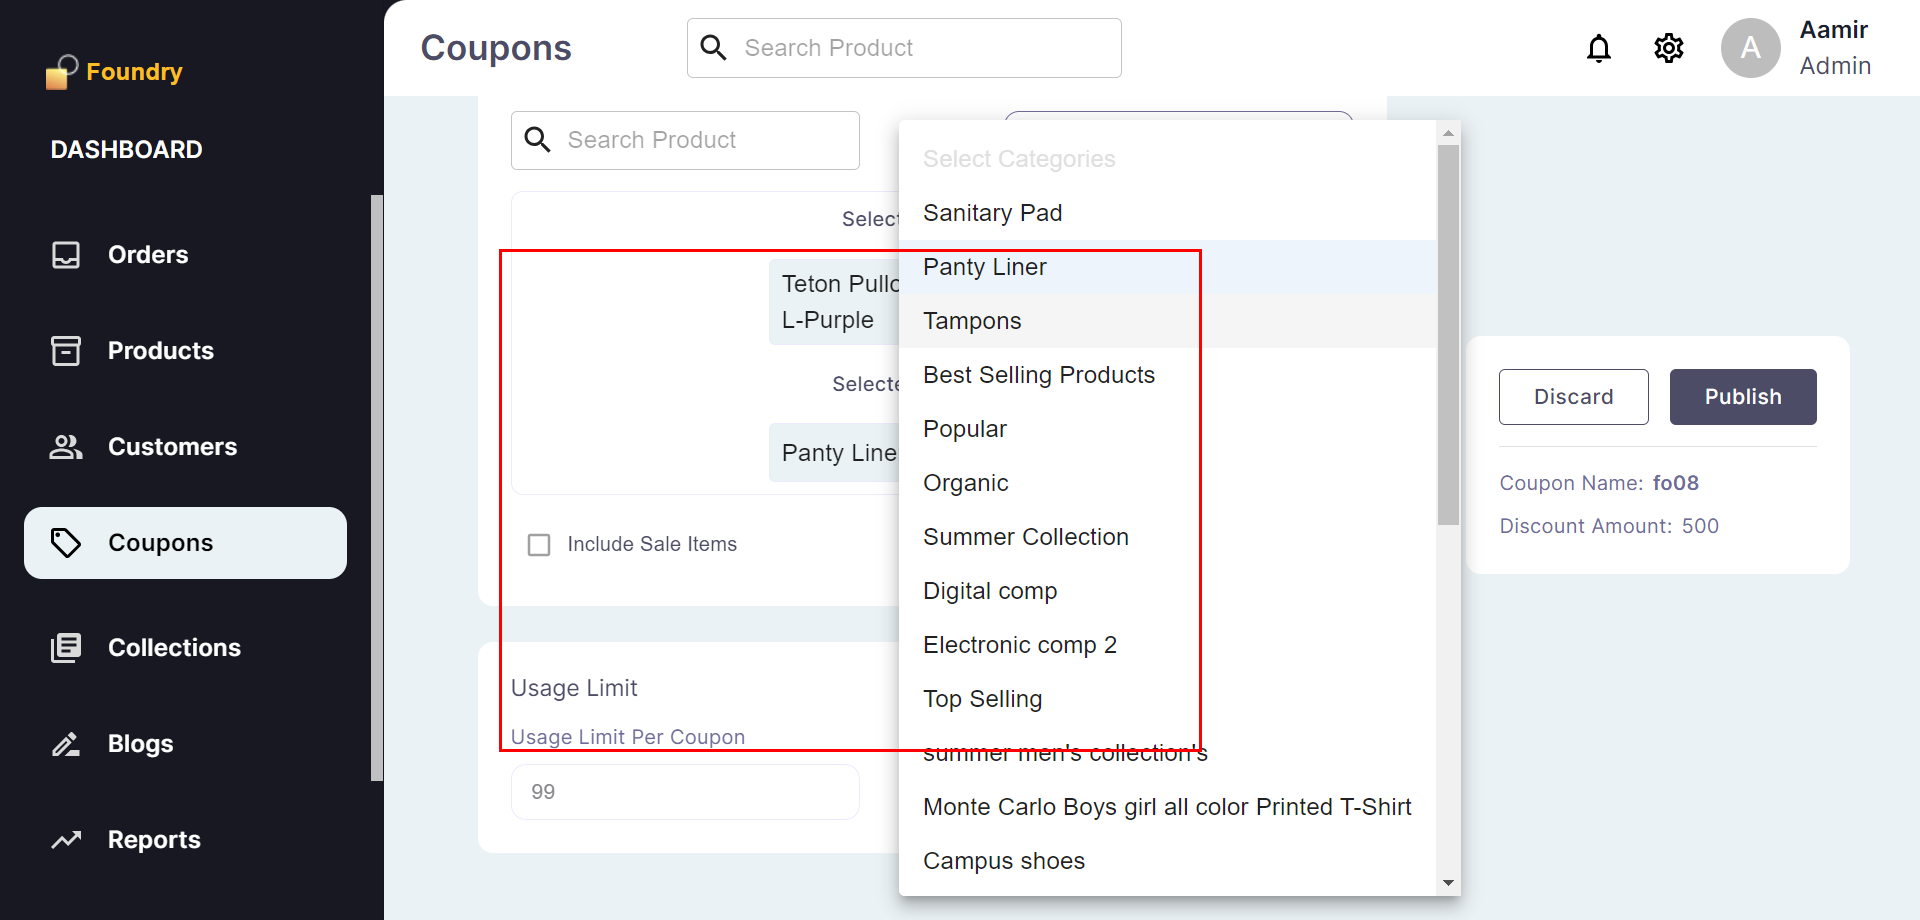 Foundry
DASHBOARD
Orders
Products
Customers
Coupons
Collections
Blogs
Reports
Coupons
Search Product
A
Aamir
Admin
Search Product
Select
Teton Pullo
L-Purple
Selecte
Panty Line
Include Sale Items
Usage Limit
Usage Limit Per Coupon
99
Select Categories
Sanitary Pad
Panty Liner
Tampons
Best Selling Products
Popular
Organic
Summer Collection
Digital comp
Electronic comp 2
Top Selling
summer men's collection's
Monte Carlo Boys girl all color Printed T-Shirt
Campus shoes
Discard
Publish
Coupon Name: fo08
Discount Amount: 500